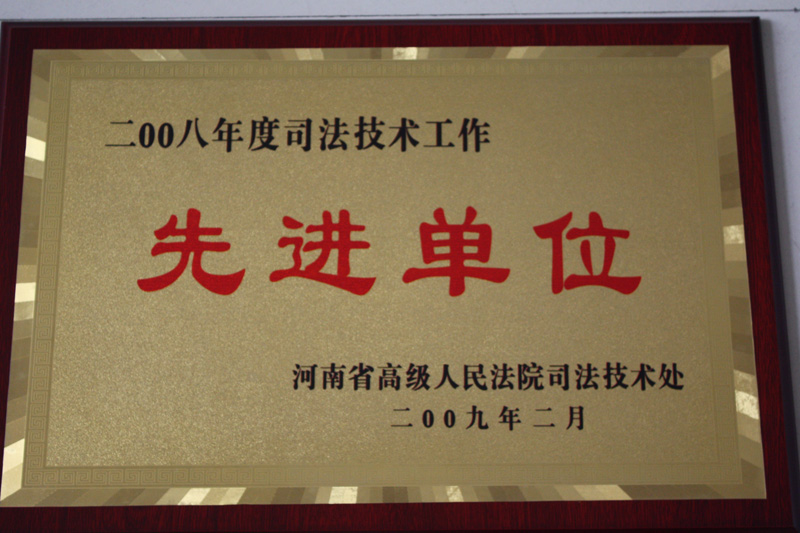 二00八年度司法技术工作
先进单位
河南省高级人民法院司法技术处
二00九年二月